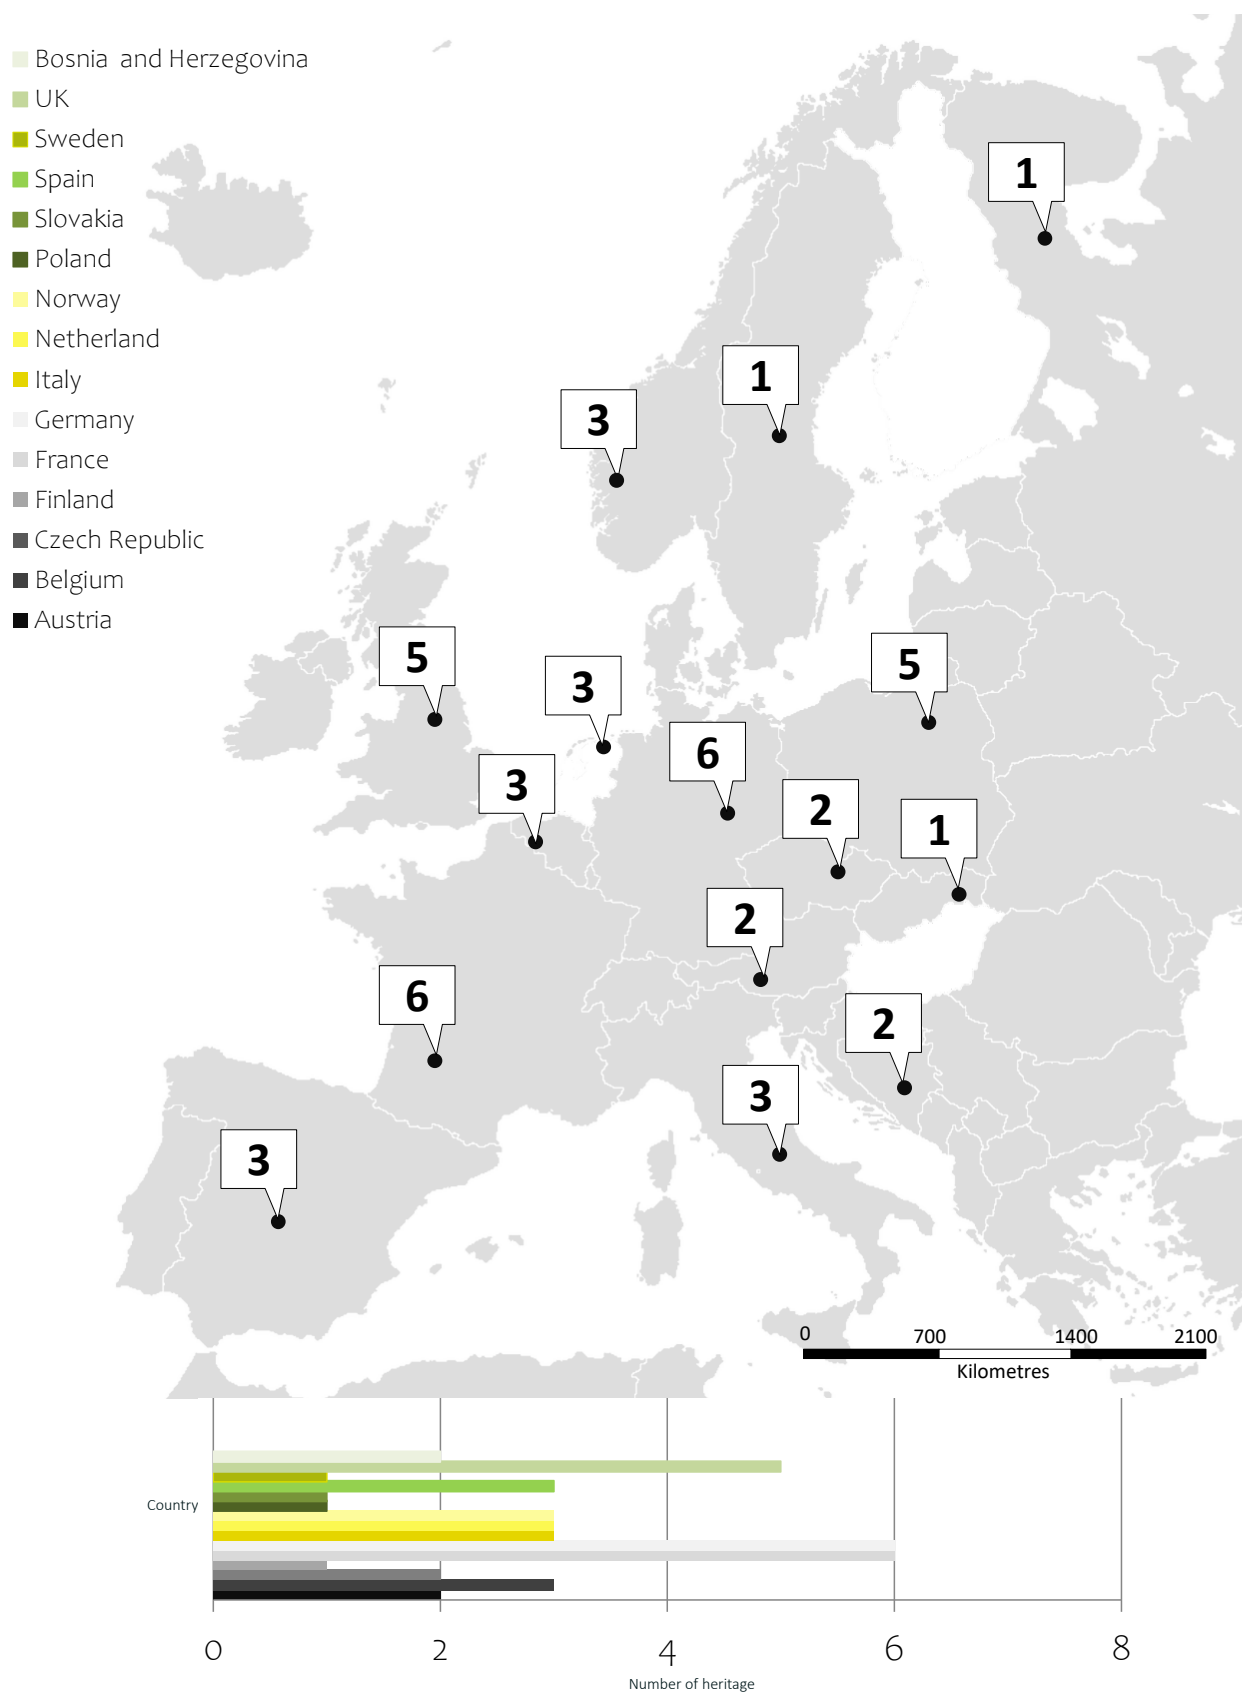 Bosnia and Herzegovina
UK
Sweden
Spain
Slovakia
Poland
Norway
Netherland
Italy
Germany
France
Finland
Czech Republic
Belgium
Austria
1
1
3
5
3
5
6
3
2
1
2
6
2
3
3
0 700 1400 2100
Kilometres
Country
0 2 4 6 8
Number of heritage